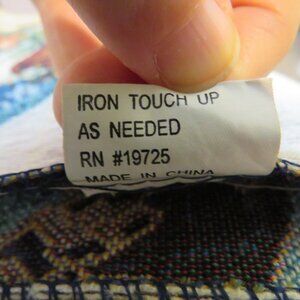 IRON TOUCH UP
AS NEEDED
RN #19725
MADE IN CHINA